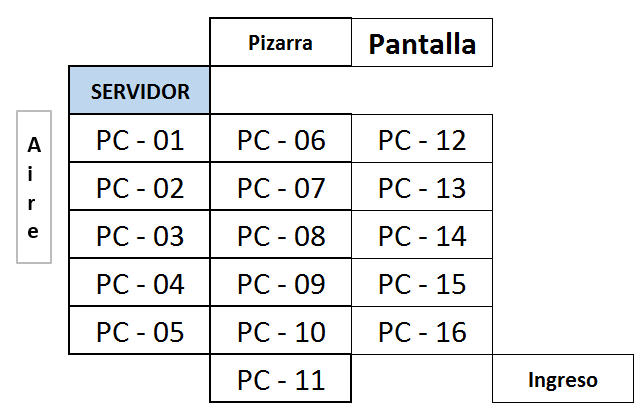 Pizarra Pantalla
SERVIDOR
Aire
PC - 01 PC - 06 PC - 12
PC - 02 PC - 07 PC - 13
PC - 03 PC - 08 PC - 14
PC - 04 PC - 09 PC - 15
PC - 05 PC - 10 PC - 16
PC - 11 Ingreso